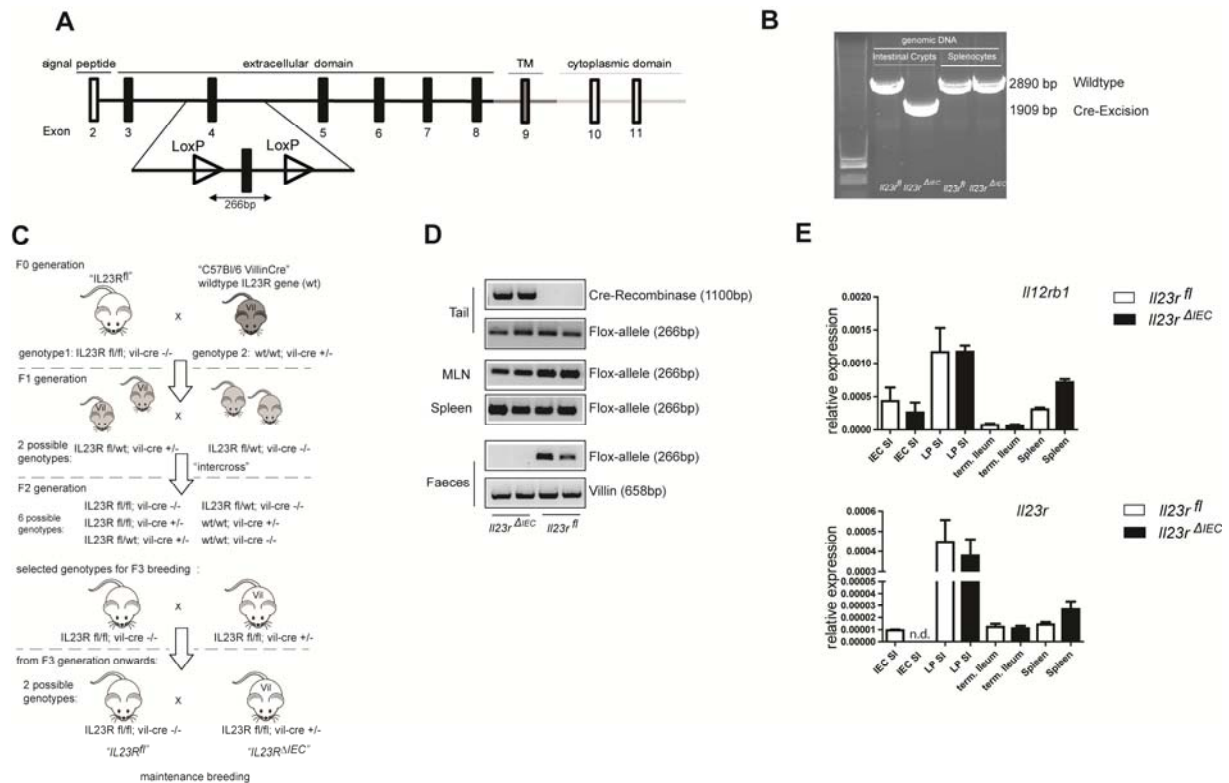 A
signal peptide
extracellular domain
TM
cytoplasmic domain
Exon
2
3
4
5
6
7
8
9
10
11
LoxP
LoxP
266bp
B
genomic DNA
Intestinal Crypts
Splenocytes
2890 bp Wildtype
1909 bp Cre-Excision
Il23r fl
Il23r ΔIEC
Il23r fl
Il23r ΔIEC
C
F0 generation
"IL23Rfl"
"C57Bl/6 VillinCre"
wildtype IL23R gene (wt)
Vil
X
genotype1: IL23R fl/fl; vil-cre -/-
genotype 2: wt/wt; vil-cre +/-
F1 generation
Vil
Vil
X
2 possible
genotypes:
IL23R fl/wt; vil-cre +/-
IL23R fl/wt; vil-cre -/-
"intercross"
F2 generation
6 possible
genotypes:
IL23R fl/fl; vil-cre -/-
IL23R fl/wt; vil-cre -/-
IL23R fl/fl; vil-cre +/-
wt/wt; vil-cre +/-
IL23R fl/wt; vil-cre +/-
wt/wt; vil-cre -/-
selected genotypes for F3 breeding :
Vil
X
IL23R fl/fl; vil-cre -/-
IL23R fl/fl; vil-cre +/-
from F3 generation onwards:
2 possible
genotypes:
Vil
X
IL23R fl/fl; vil-cre -/-
IL23R fl/fl; vil-cre +/-
"IL23Rfl"
"IL23RΔIEC"
maintenance breeding
D
Tail
Cre-Recombinase (1100bp)
Flox-allele (266bp)
MLN
Flox-allele (266bp)
Spleen
Flox-allele (266bp)
Faeces
Flox-allele (266bp)
Villin (658bp)
Il23r ΔIEC
Il23r fl
E
Il12rb1
Il23r fl
Il23r ΔIEC
relative expression
0.0020
0.0015
0.0010
0.0005
0.0000
IEC SI
IEC SI
LP SI
LP SI
term. Ileum
term. Ileum
Spleen
Spleen
Il23r
Il23r fl
Il23r ΔIEC
relative expression
0.0006
0.0005
0.0004
0.0003
0.0002
0.0001
0.00005
0.00004
0.00003
0.00002
0.00001
0.00000
n.d.
IEC SI
IEC SI
LP SI
LP SI
term. Ileum
term. Ileum
Spleen
Spleen